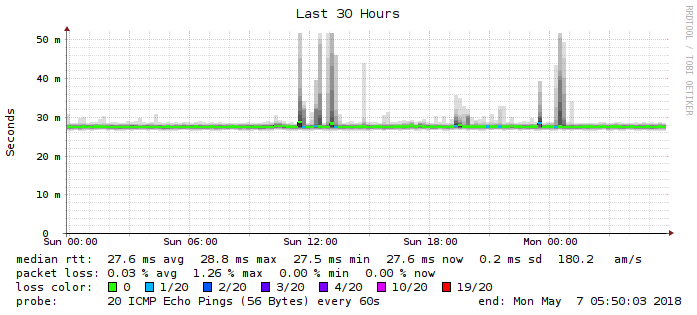 Last 30 Hours
RRDTOOL / TOBI OETIKER
Seconds
50 m
40 m
30 m
20 m
10 m
0
Sun 00:00 Sun 06:00 Sun 12:00 Sun 18:00 Mon 00:00
median rtt: 27.6 ms avg 28.8 ms max 27.5 ms min 27.6 ms now 0.2 ms sd 180.2 am/s
packet loss: 0.03 % avg 1.26 % max 0.00 % min 0.00 % now
loss color: 0 1/20 2/20 3/20 4/20 10/20 19/20
probe: 20 ICMP Echo Pings (56 Bytes) every 60s end: Mon May 7 05:50:03 2018